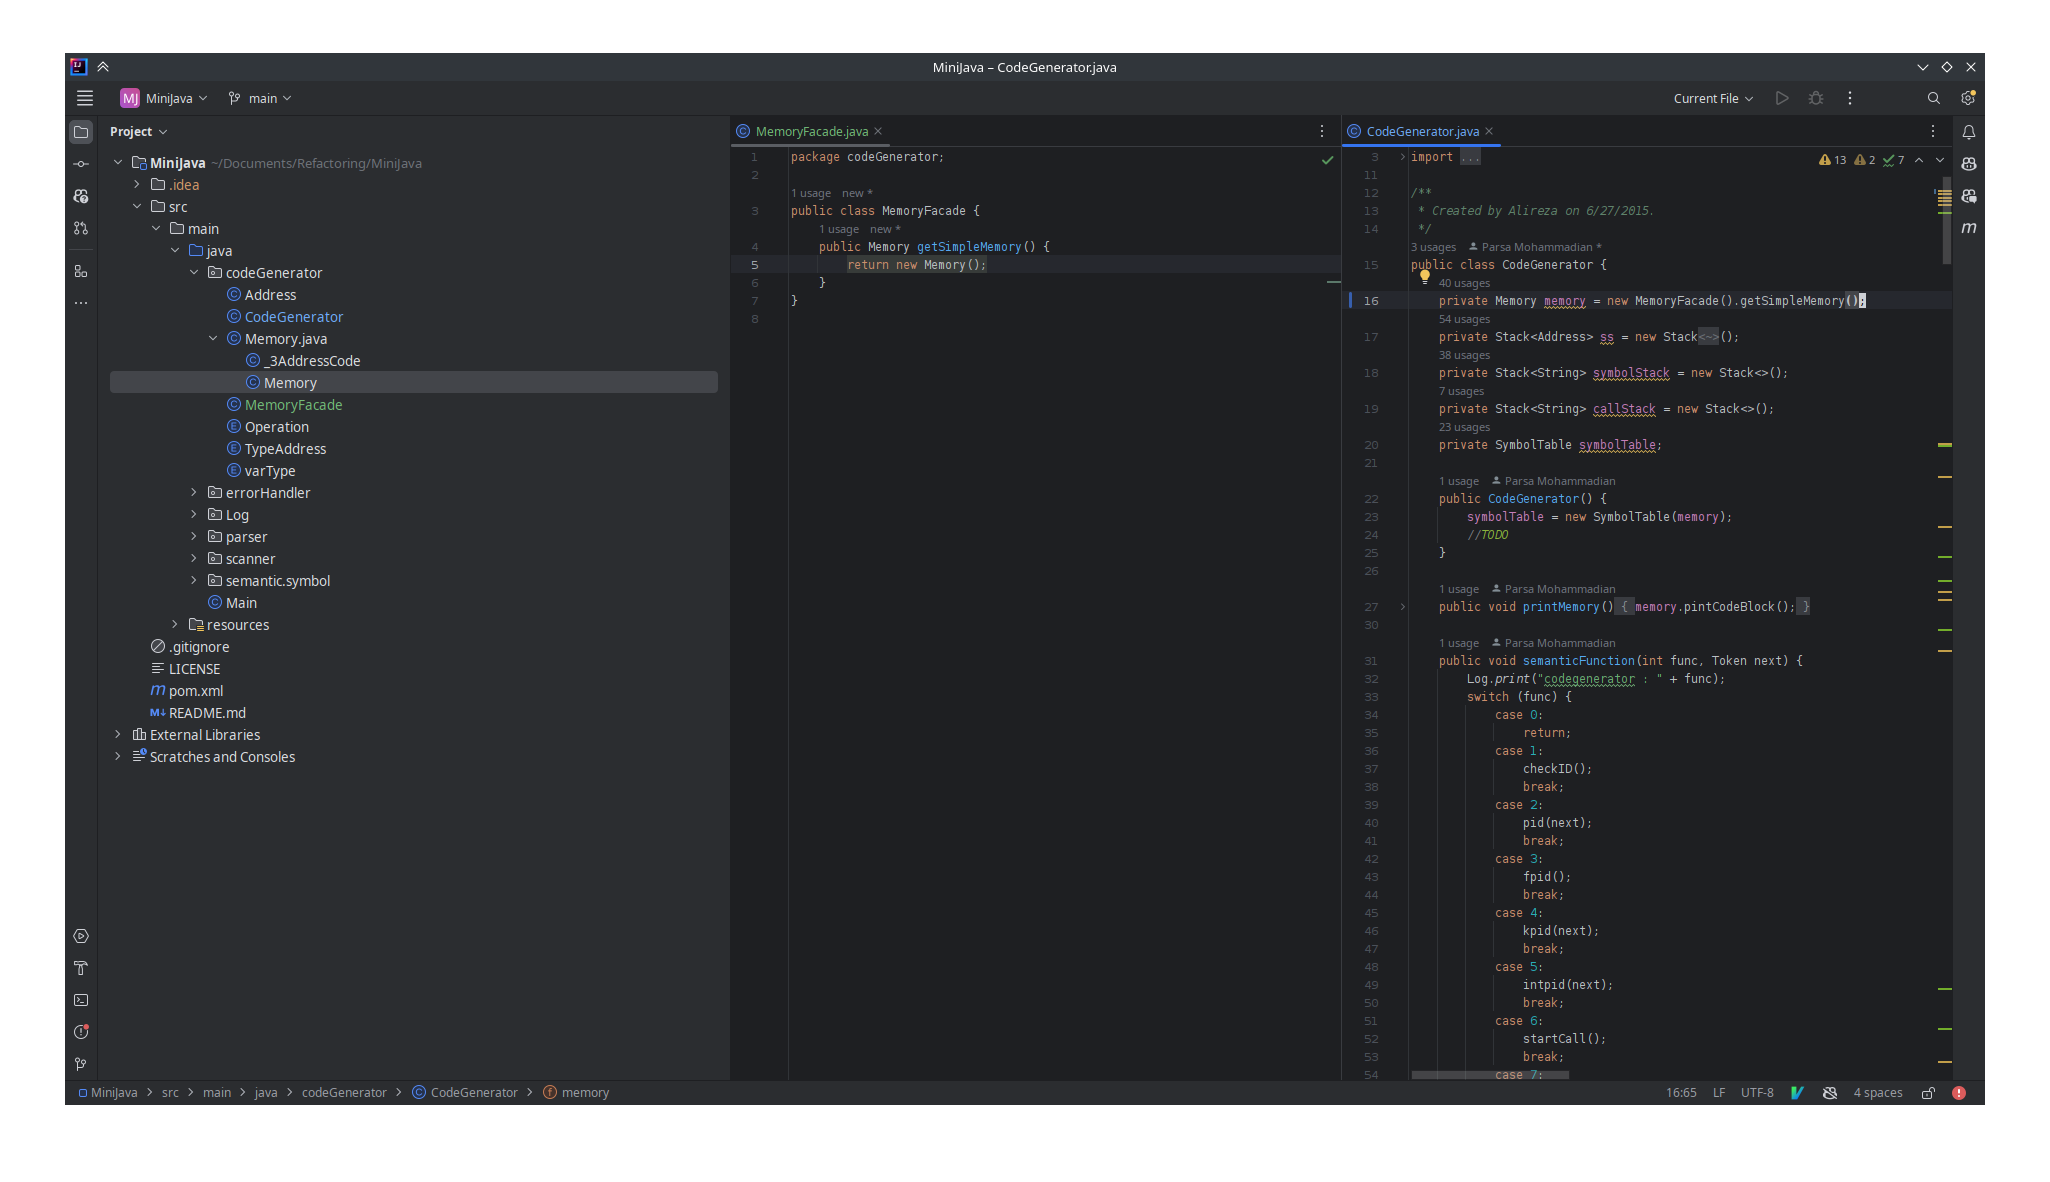 MiniJava – CodeGenerator.java
MJ MiniJava main Current File
Project
MiniJava ~/Documents/Refactoring/MiniJava
.idea
src
main
java
codeGenerator
Address
CodeGenerator
Memory.java
_3AddressCode
Memory
MemoryFacade
Operation
TypeAddress
varType
errorHandler
Log
parser
scanner
semantic.symbol
Main
resources
.gitignore
LICENSE
pom.xml
README.md
External Libraries
Scratches and Consoles
MemoryFacade.java
1 package codeGenerator;
2
1 usage new *
3 public class MemoryFacade {
1 usage new *
4 public Memory getSimpleMemory() {
5 return new Memory();
6 }
7 }
8
CodeGenerator.java
13 2 7
3 import ...
11
12 /**
13 * Created by Alireza on 6/27/2015.
14 */
3 usages Parsa Mohammadian *
15 public class CodeGenerator {
40 usages
16 private Memory memory = new MemoryFacade().getSimpleMemory();
54 usages
17 private Stack<Address> ss = new Stack<~>();
38 usages
18 private Stack<String> symbolStack = new Stack<>();
7 usages
19 private Stack<String> callStack = new Stack<>();
23 usages
20 private SymbolTable symbolTable;
21
1 usage Parsa Mohammadian
22 public CodeGenerator() {
23 symbolTable = new SymbolTable(memory);
24 //TODO
25 }
26
1 usage Parsa Mohammadian
27 public void printMemory() { memory.pintCodeBlock(); }
30
1 usage Parsa Mohammadian
31 public void semanticFunction(int func, Token next) {
32 Log.print("codegenerator : " + func);
33 switch (func) {
34 case 0:
35 return;
36 case 1:
37 checkID();
38 break;
39 case 2:
40 pid(next);
41 break;
42 case 3:
43 fpid();
44 break;
45 case 4:
46 kpid(next);
47 break;
48 case 5:
49 intpid(next);
50 break;
51 case 6:
52 startCall();
53 break;
54 case 7:
MiniJava > src > main > java > codeGenerator > CodeGenerator > memory 16:65 LF UTF-8 4 spaces